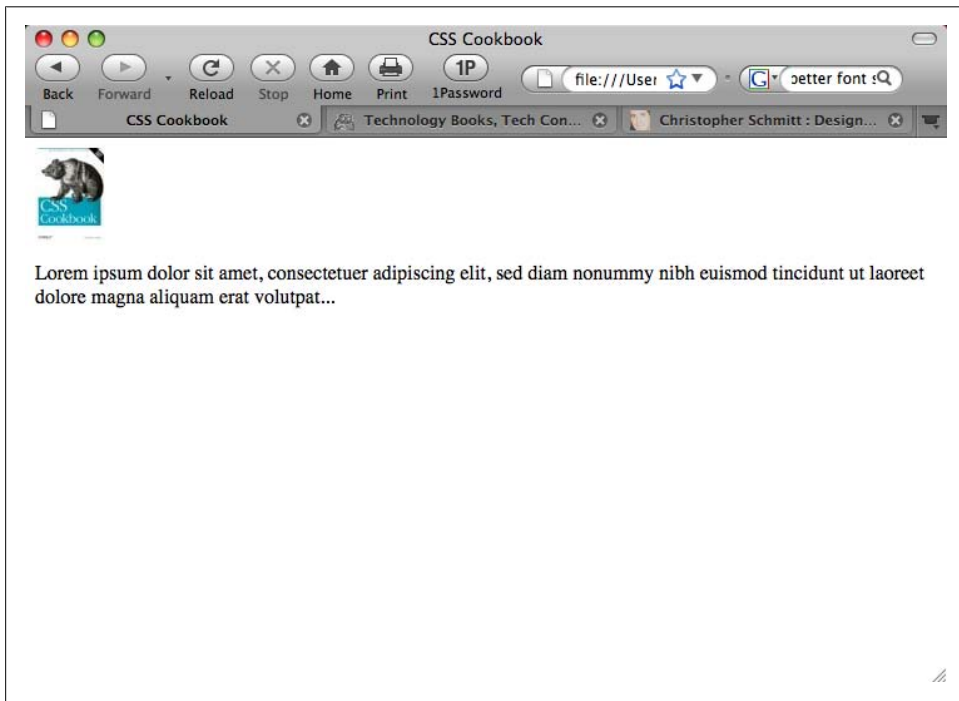 CSS Cookbook
1P
file:///User
G
better font s
Back Forward Reload Stop Home Print 1Password
CSS Cookbook
Technology Books, Tech Con...
Christopher Schmitt : Design...
CSS
Cookbook
Lorem ipsum dolor sit amet, consectetuer adipiscing elit, sed diam nonummy nibh euismod tincidunt ut laoreet
dolore magna aliquam erat volutpat...